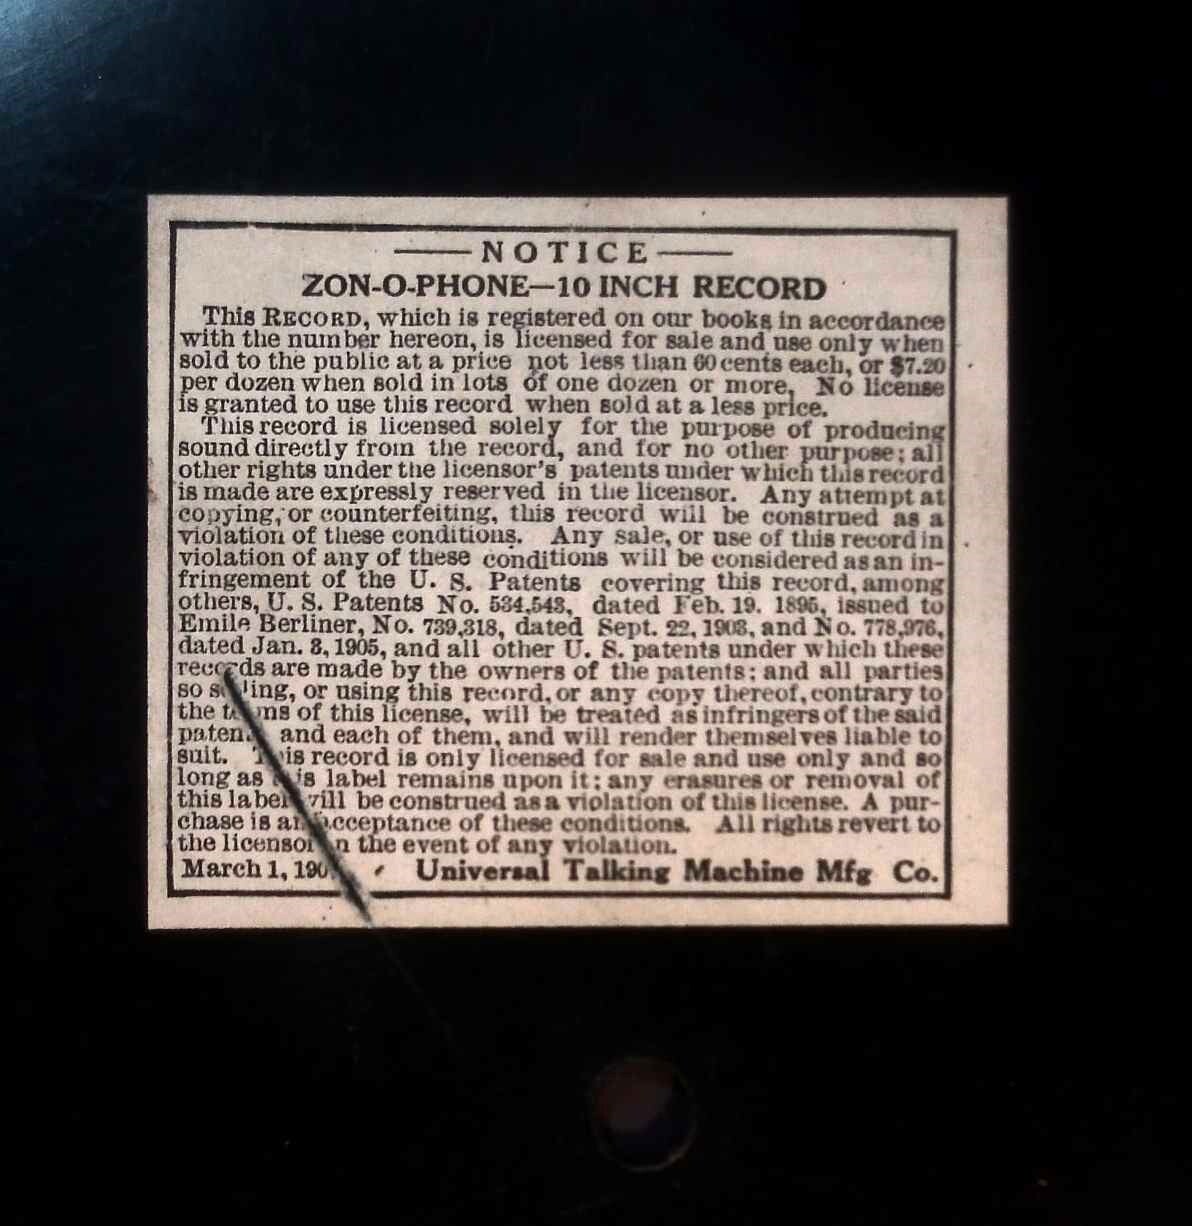 NOTICE
ZON-O-PHONE—10 INCH RECORD
This RECORD, which is registered on our books in accordance
with the number hereon, is licensed for sale and use only when
sold to the public at a price not less than 60 cents each, or $7.20
per dozen when sold in lots of one dozen or more. No license
is granted to use this record when sold at a less price.
This record is licensed solely for the purpose of producing
sound directly from the record, and for no other purpose; all
other rights under the licensor's patents under which this record
is made are expressly reserved in the licensor. Any attempt at
copying, or counterfeiting, this record will be construed as a
violation of these conditions. Any sale, or use of this record in
violation of any of these conditions will be considered as an in-
fringement of the U. S. Patents covering this record, among
others, U. S. Patents No. 534,543, dated Feb. 19. 1895, issued to
Emile Berliner, No. 739,318, dated Sept. 22, 1903, and No. 778,976,
dated Jan. 3, 1905, and all other U. S. patents under which these
records are made by the owners of the patents; and all parties
so selling, or using this record, or any copy thereof, contrary to
the terms of this license, will be treated as infringers of the said
patents and each of them, and will render themselves liable to
suit. This record is only licensed for sale and use only and so
long as this label remains upon it; any erasures or removal of
this label will be construed as a violation of this license. A pur-
chase is an acceptance of these conditions. All rights revert to
the licensor in the event of any violation.
March 1, Universal Talking Machine Mfg Co.